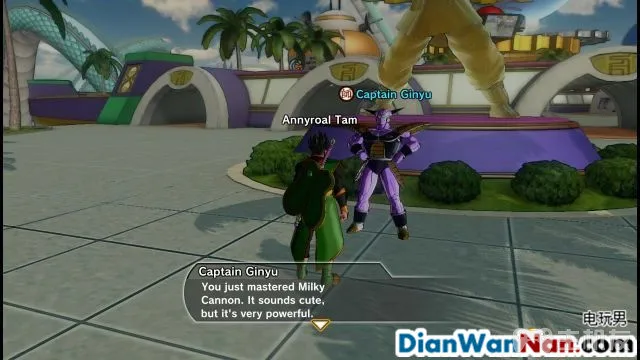 Captain Ginyu
Annyroal Tam
Captain Ginyu
You just mastered Milky
Cannon. It sounds cute,
but it's very powerful.
电玩男
DianWanNan.com